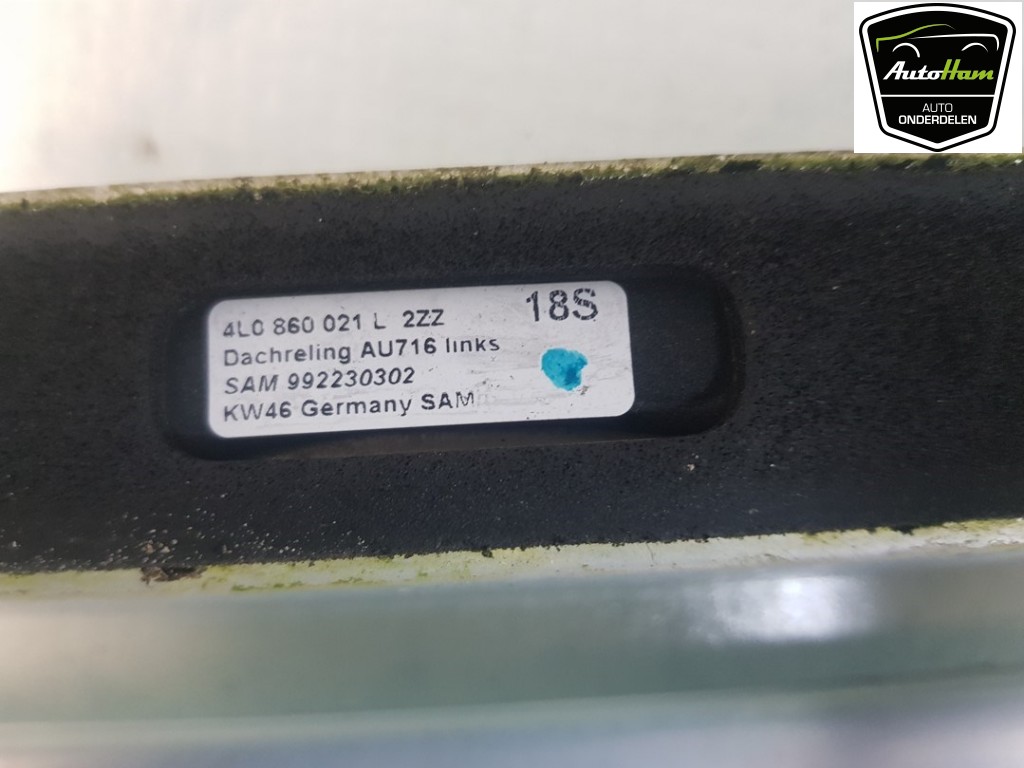 AutoHam
AUTO
ONDERDELEN
4L0 860 021 L 2ZZ 18S
Dachreling AU716 links
SAM 992230302
KW46 Germany SAM